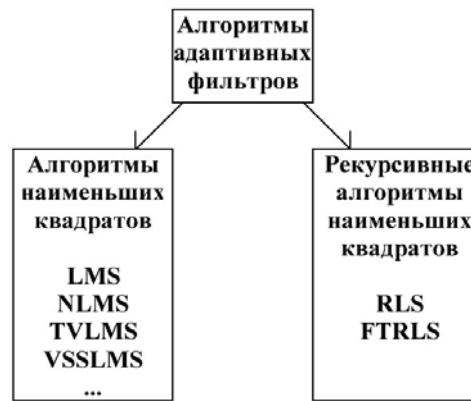 Алгоритмы
адаптивных
фильтров
Алгоритмы
наименьших
квадратов
LMS
NLMS
TVLMS
VSSLMS
...
Рекурсивные
алгоритмы
наименьших
квадратов
RLS
FTRLS